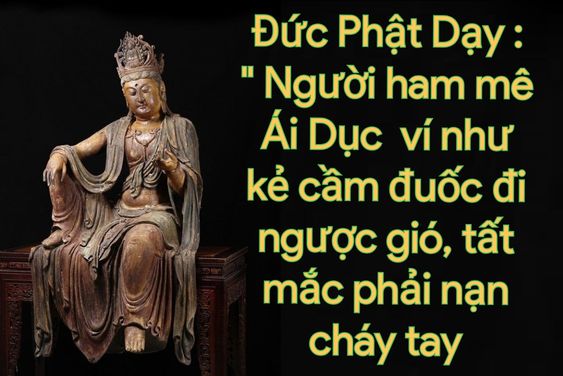 Đức Phật Dạy :
" Người ham mê
Ái Dục ví như
kẻ cầm đuốc đi
ngược gió, tất
mắc phải nạn
cháy tay